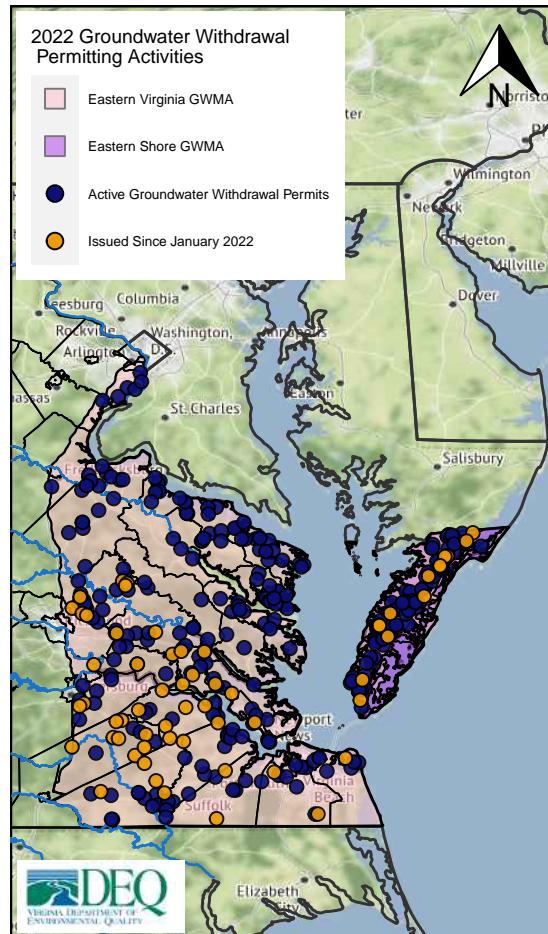 2022 Groundwater Withdrawal
Permitting Activities
Eastern Virginia GWMA
Eastern Shore GWMA
Active Groundwater Withdrawal Permits
Issued Since January 2022
N
Wilmington
Newark
Bridgeton
Millville
Dover
Leesburg
Columbia
Rockville
Washington,
D.C.
Arlington
Annapolis
Easton
St. Charles
Salisbury
Fredericksburg
News
Virginia
Beach
Suffolk
Elizabeth
City
DEQ
VIRGINIA DEPARTMENT OF
ENVIRONMENTAL QUALITY